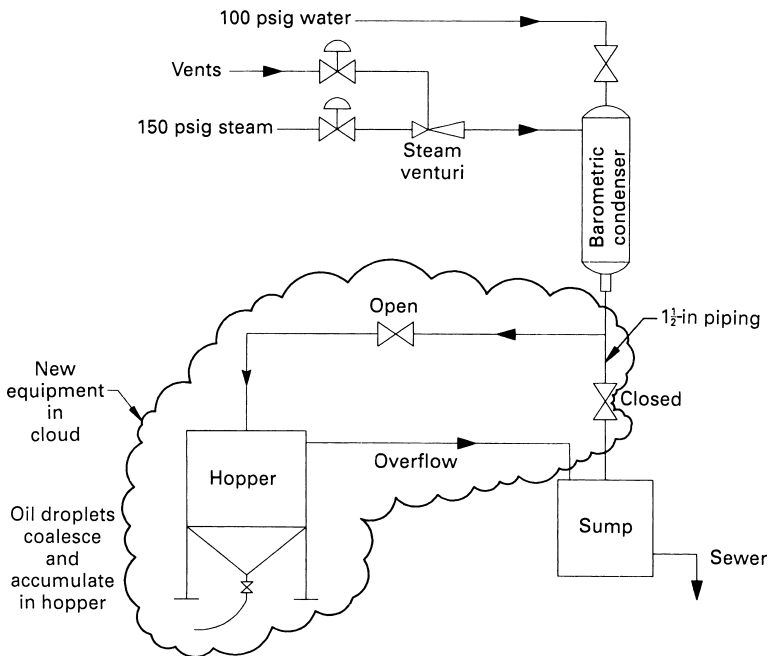 100 psig water
Vents
150 psig steam
Steam
venturi
Barometric
condenser
Open
1½-in piping
New
equipment
in
cloud
Closed
Hopper
Overflow
Oil droplets
coalesce
and
accumulate
in hopper
Sump
Sewer